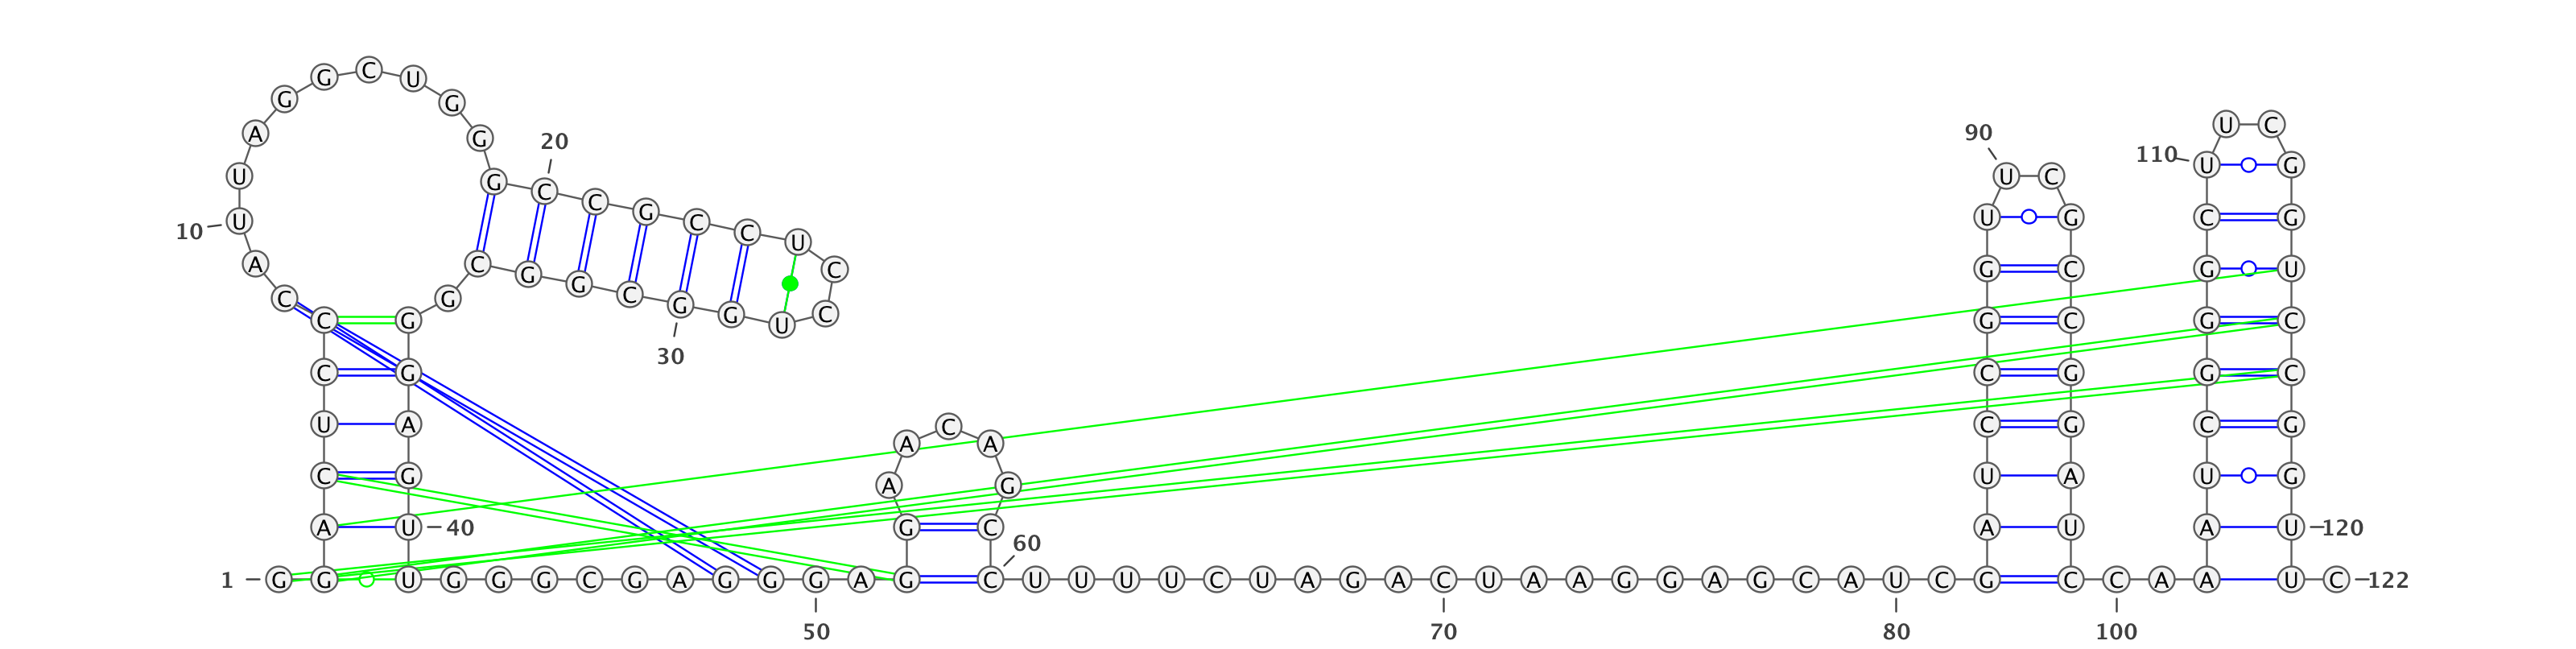 1
G G A C U C C C A U
10
U A G G C U G G G C
20
C G C C U C C U G G
30
C G G C G G G A G U
40
U G G G C G A G G G
50
A G G A A C A G C C
60
U U U U C U A G A C
70
U A A G G A G C A U
80
C G A U C C G G U U
90
C G C C G G A U C C
100
A A A U C G G G C U
110
U C G G U C C G G U
120
U C
122